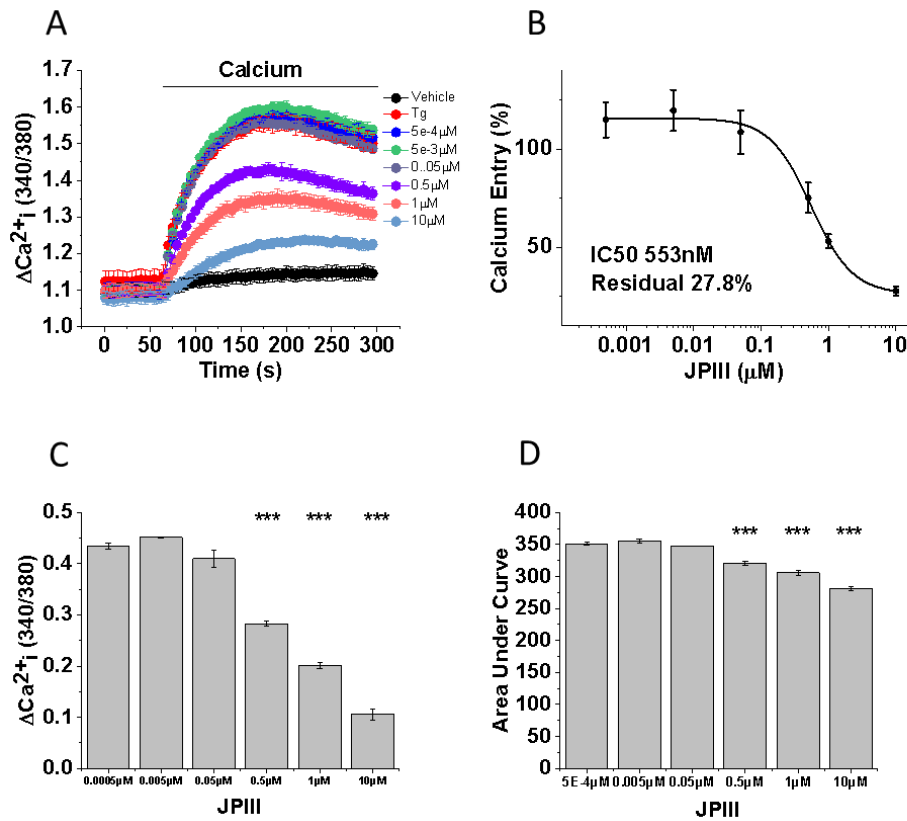 A
1.7
1.6
1.5
1.4
1.3
1.2
1.1
1.0
ΔCa2+i (340/380)
Calcium
0 50 100 150 200 250 300
Time (s)
Vehicle
Tg
5e-4µM
5e-3µM
0..05µM
0.5µM
1µM
10µM
B
100
50
Calcium Entry (%)
IC50 553nM
Residual 27.8%
0.001 0.01 0.1 1 10
JPIII (µM)
C
0.5
0.4
0.3
0.2
0.1
0.0
ΔCa2+i (340/380)
*** *** ***
0.0005µM 0.005µM 0.05µM 0.5µM 1µM 10µM
JPIII
D
400
350
300
250
200
150
100
50
0
Area Under Curve
*** *** ***
5E-4µM 0.005µM 0.05µM 0.5µM 1µM 10µM
JPIII